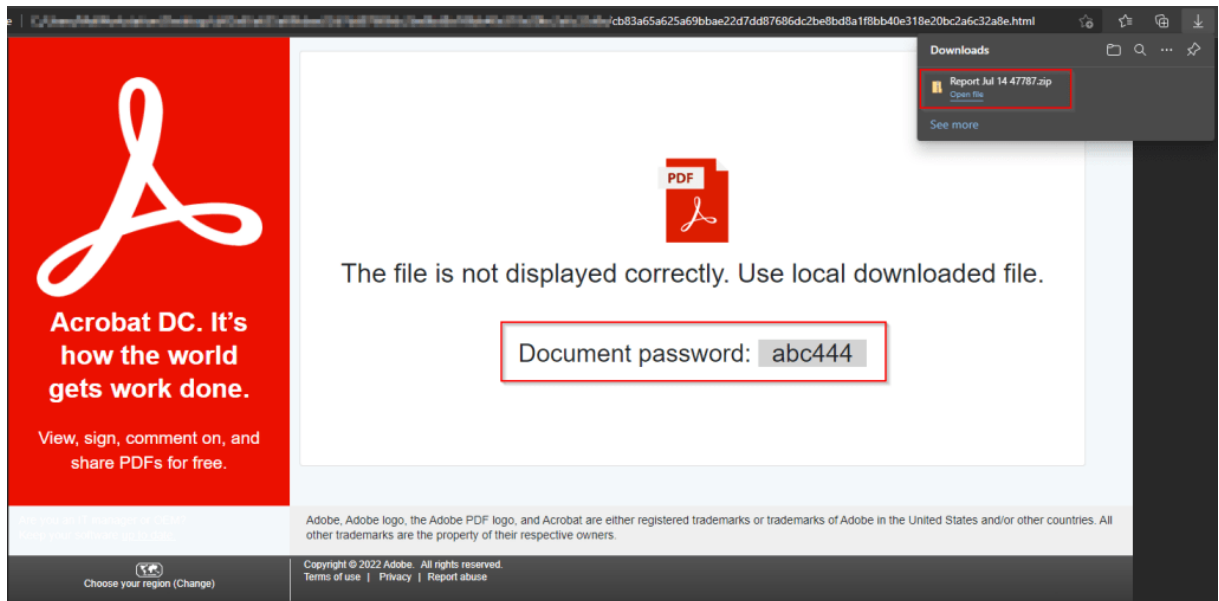 /cb83a65a625a69bbae22d7dd87686dc2be8bd8a1f8bb40e318e20bc2a6c32a8e.html
Downloads
Report Jul 14 47787.zip
Open file
See more
PDF
The file is not displayed correctly. Use local downloaded file.
Document password: abc444
Acrobat DC. It's
how the world
gets work done.
View, sign, comment on, and
share PDFs for free.
Adobe, Adobe logo, the Adobe PDF logo, and Acrobat are either registered trademarks or trademarks of Adobe in the United States and/or other countries. All
other trademarks are the property of their respective owners.
Choose your region (Change)
Copyright © 2022 Adobe. All rights reserved.
Terms of use | Privacy | Report abuse